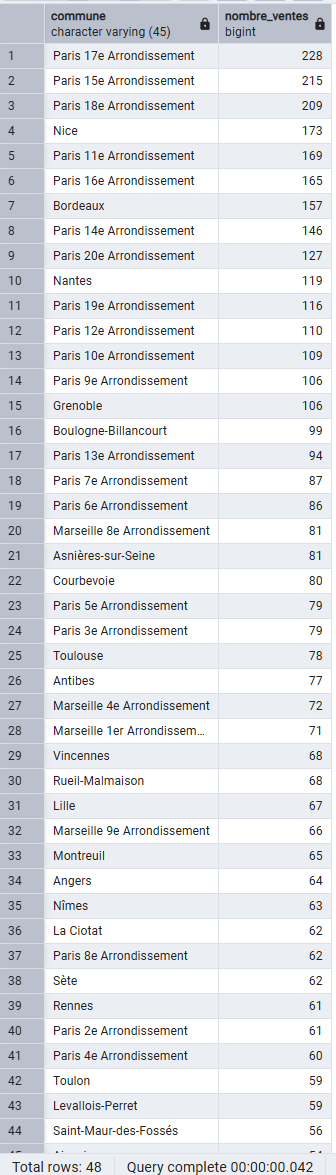 commune
character varying (45)
nombre_ventes
bigint
1 Paris 17e Arrondissement 228
2 Paris 15e Arrondissement 215
3 Paris 18e Arrondissement 209
4 Nice 173
5 Paris 11e Arrondissement 169
6 Paris 16e Arrondissement 165
7 Bordeaux 157
8 Paris 14e Arrondissement 146
9 Paris 20e Arrondissement 127
10 Nantes 119
11 Paris 19e Arrondissement 116
12 Paris 12e Arrondissement 110
13 Paris 10e Arrondissement 109
14 Paris 9e Arrondissement 106
15 Grenoble 106
16 Boulogne-Billancourt 99
17 Paris 13e Arrondissement 94
18 Paris 7e Arrondissement 87
19 Paris 6e Arrondissement 86
20 Marseille 8e Arrondissement 81
21 Asnières-sur-Seine 81
22 Courbevoie 80
23 Paris 5e Arrondissement 79
24 Paris 3e Arrondissement 79
25 Toulouse 78
26 Antibes 77
27 Marseille 4e Arrondissement 72
28 Marseille 1er Arrondissem... 71
29 Vincennes 68
30 Rueil-Malmaison 68
31 Lille 67
32 Marseille 9e Arrondissement 66
33 Montreuil 65
34 Angers 64
35 Nîmes 63
36 La Ciotat 62
37 Paris 8e Arrondissement 62
38 Sète 62
39 Rennes 61
40 Paris 2e Arrondissement 61
41 Paris 4e Arrondissement 60
42 Toulon 59
43 Levallois-Perret 59
44 Saint-Maur-des-Fossés 56
Total rows: 48
Query complete 00:00:00.042